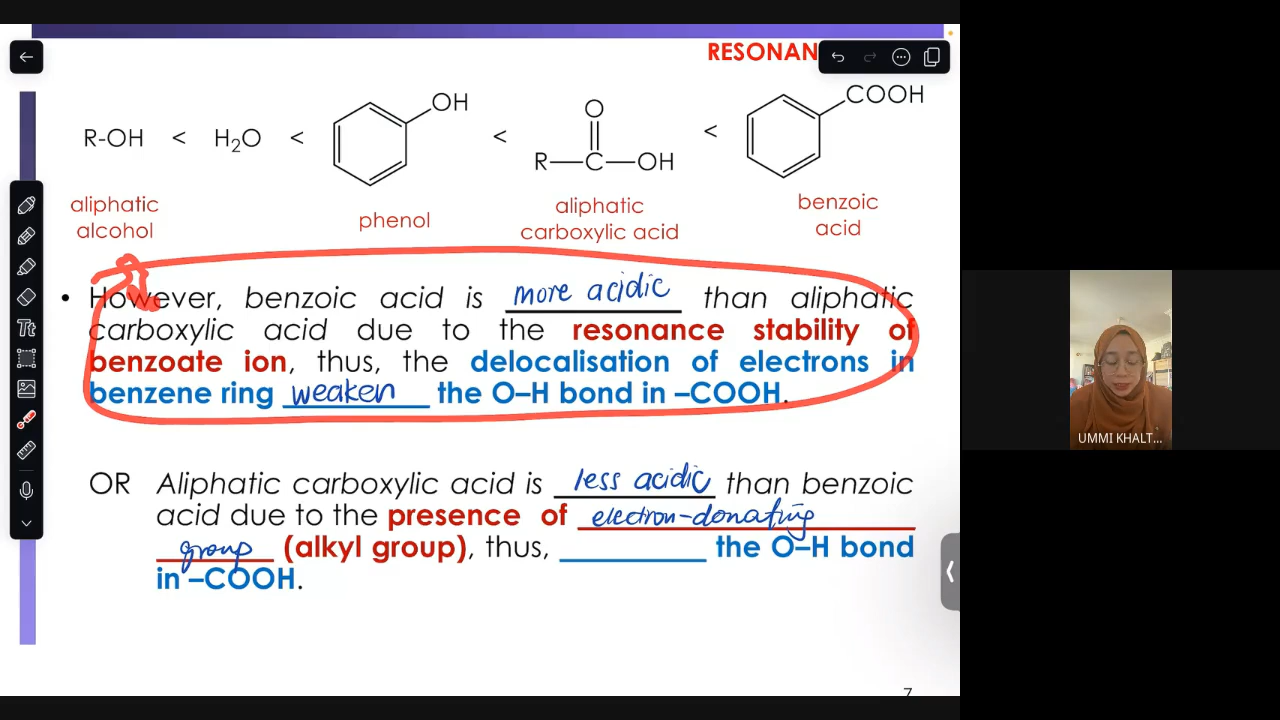 RESONAN
R-OH < H₂O < OH < O < COOH
R—C—OH
aliphatic alcohol
phenol
aliphatic carboxylic acid
benzoic acid
• However, benzoic acid is more acidic than aliphatic
carboxylic acid due to the resonance stability of
benzoate ion, thus, the delocalisation of electrons in
benzene ring weaken the O–H bond in –COOH.
OR Aliphatic carboxylic acid is less acidic than benzoic
acid due to the presence of electron-donating
group (alkyl group), thus, ________ the O–H bond
in –COOH.
Tt
UMMI KHALT...
7